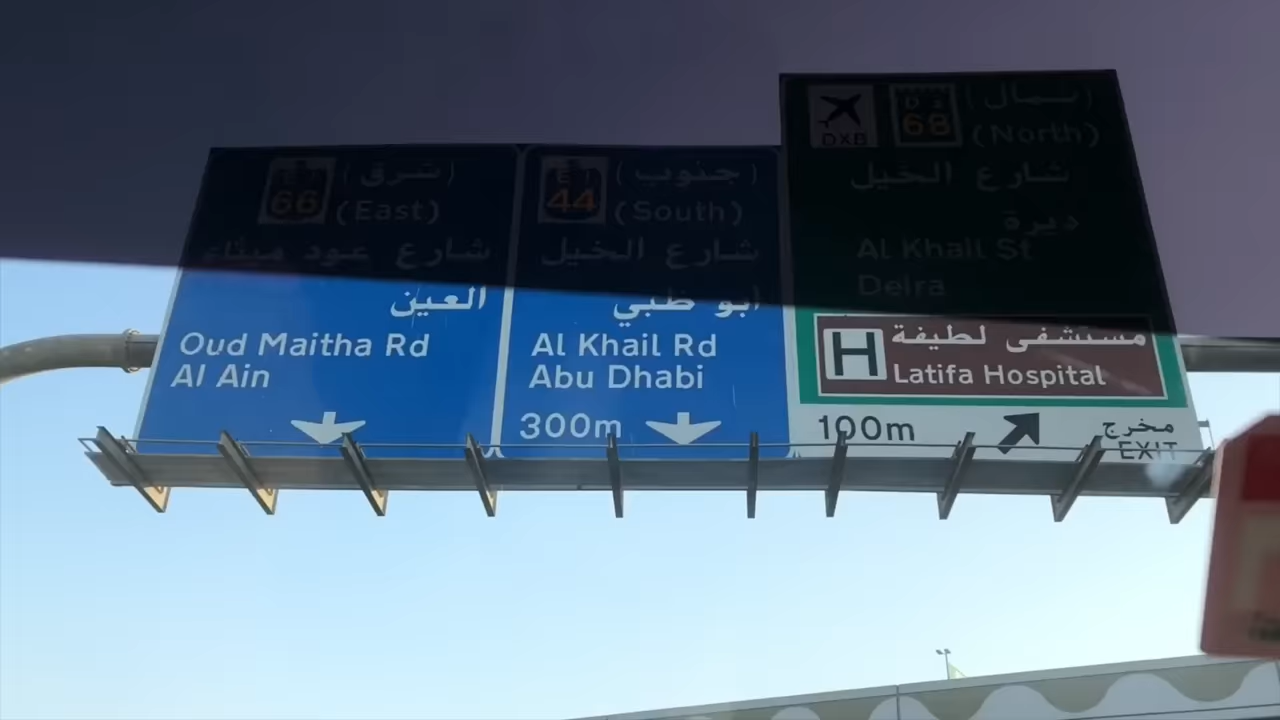 66
شرق)
(East)
شارع عود ميثاء
العين
Oud Maitha Rd
Al Ain
E
44
(جنوب)
(South)
شارع الخيل
أبو ظبي
Al Khail Rd
Abu Dhabi
300m
DXB
D
68
(شمال)
(North)
شارع الخيل
ديرة
Al Khail St
Deira
H
مستشفى لطيفة
Latifa Hospital
100m
مخرج
EXIT